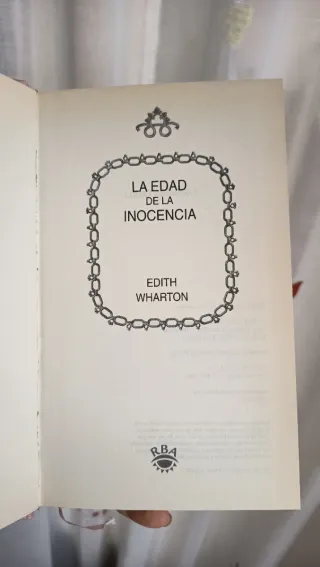 LA EDAD
DE LA
INOCENCIA
EDITH
WHARTON
RBA